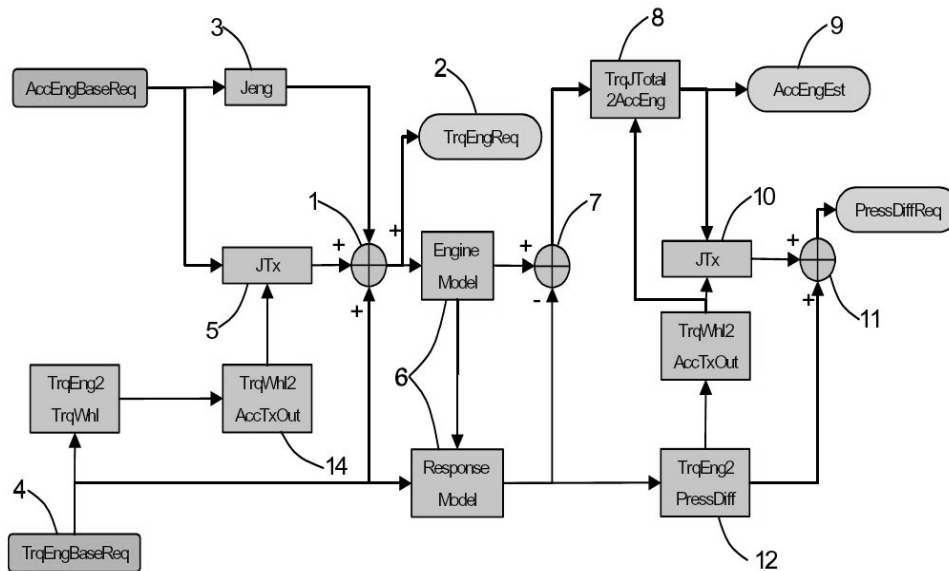 3
8
9
AccEngBaseReq
Jeng
TrqJTotal
2AccEng
AccEngEst
2
TrqEngReq
1
+
7
10
PressDiffReq
JTx
+
+
Engine
Model
+
-
JTx
+
+
5
6
11
TrqEng2
TrqWhl
TrqWhl2
AccTxOut
TrqWhl2
AccTxOut
14
4
Response
Model
TrqEng2
PressDiff
TrqEngBaseReq
12